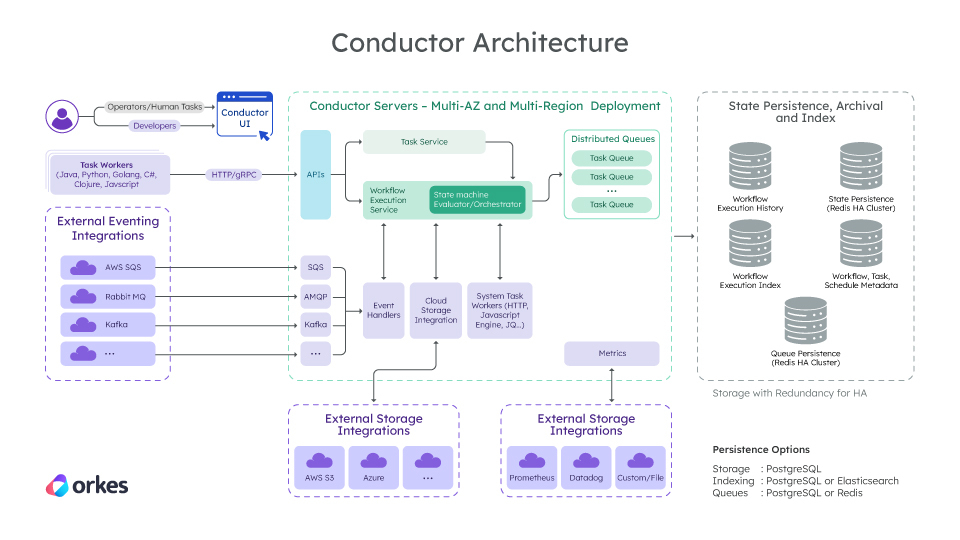 Conductor Architecture
Operators/Human Tasks
Developers
Conductor
UI
Task Workers
(Java, Python, Golang, C#,
Clojure, Javscript
HTTP/gRPC
External Eventing
Integrations
AWS SQS
Rabbit MQ
Kafka
...
Conductor Servers – Multi-AZ and Multi-Region Deployment
APIs
Task Service
Workflow
Execution
Service
State machine
Evaluator/Orchestrator
Distributed Queues
Task Queue
Task Queue
...
Task Queue
SQS
AMQP
Kafka
...
Event
Handlers
Cloud
Storage
Integration
System Task
Workers (HTTP,
Javascript
Engine, JQ...)
Metrics
External Storage
Integrations
AWS S3
Azure
...
External Storage
Integrations
Prometheus
Datadog
Custom/File
State Persistence, Archival
and Index
Workflow
Execution History
State Persistence
(Redis HA Cluster)
Workflow
Execution Index
Workflow, Task,
Schedule Metadata
Queue Persistence
(Redis HA Cluster)
Storage with Redundancy for HA
Persistence Options
Storage : PostgreSQL
Indexing : PostgreSQL or Elasticsearch
Queues : PostgreSQL or Redis
orkes